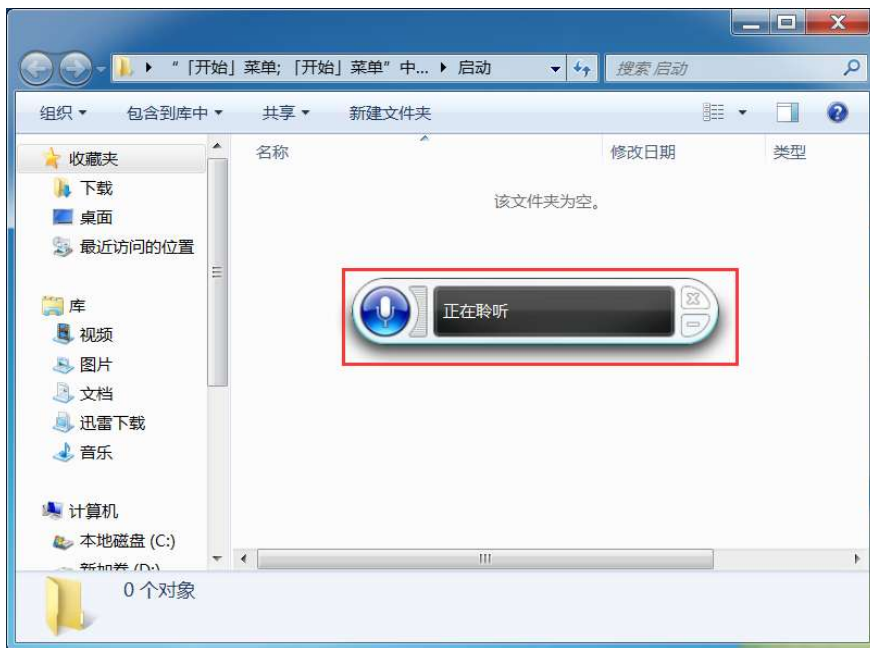 "「开始」菜单;「开始」菜单"中... 启动
搜索 启动
组织 包含到库中 共享 新建文件夹
名称 修改日期 类型
收藏夹
下载
桌面
最近访问的位置
该文件夹为空。
库
视频
图片
文档
迅雷下载
音乐
正在聆听
计算机
本地磁盘 (C:)
新加卷 (D:)
0 个对象